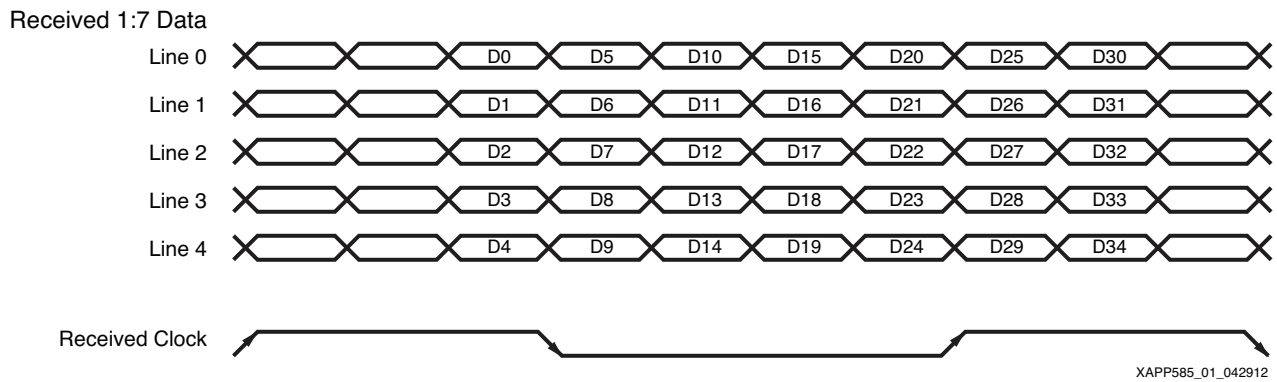 Received 1:7 Data
Line 0 D0 D5 D10 D15 D20 D25 D30
Line 1 D1 D6 D11 D16 D21 D26 D31
Line 2 D2 D7 D12 D17 D22 D27 D32
Line 3 D3 D8 D13 D18 D23 D28 D33
Line 4 D4 D9 D14 D19 D24 D29 D34
Received Clock
XAPP585_01_042912